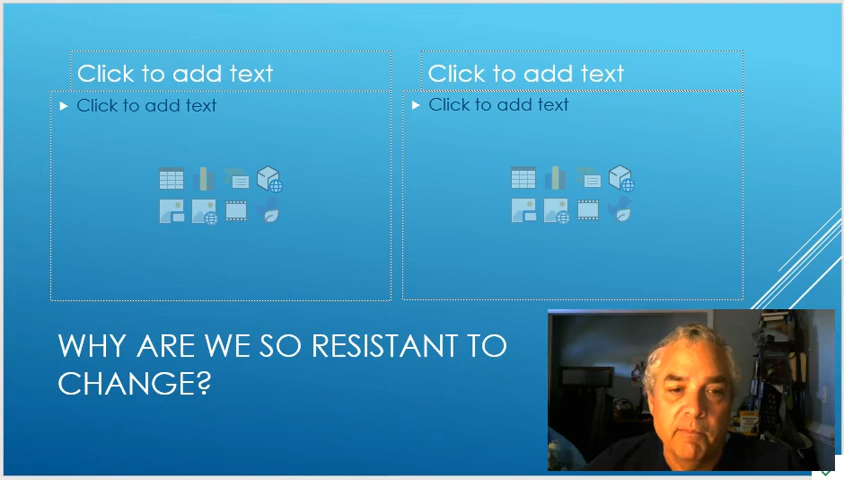 Click to add text
Click to add text
Click to add text
Click to add text
WHY ARE WE SO RESISTANT TO
CHANGE?